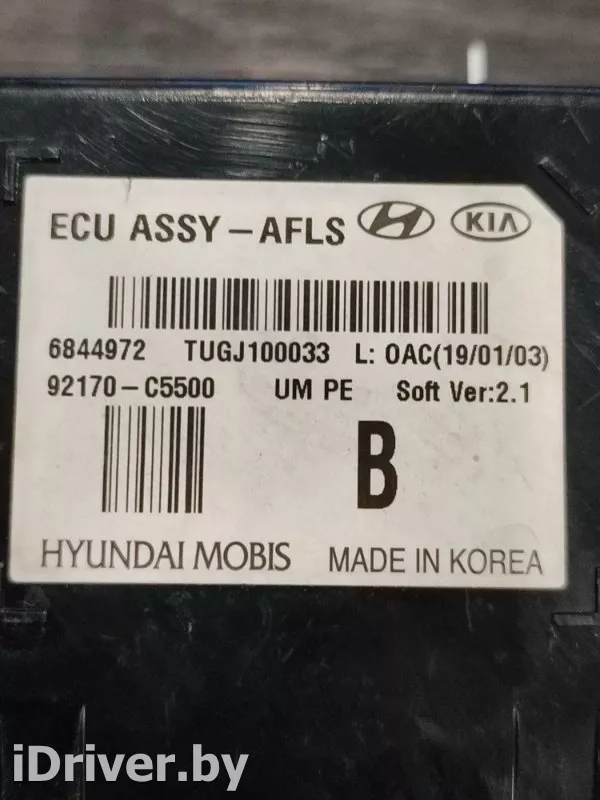 ECU ASSY-AFLS KIA
6844972 TUGJ100033 L: OAC(19/01/03)
92170-C5500 UM PE Soft Ver:2.1
B
HYUNDAI MOBIS MADE IN KOREA
iDriver.by